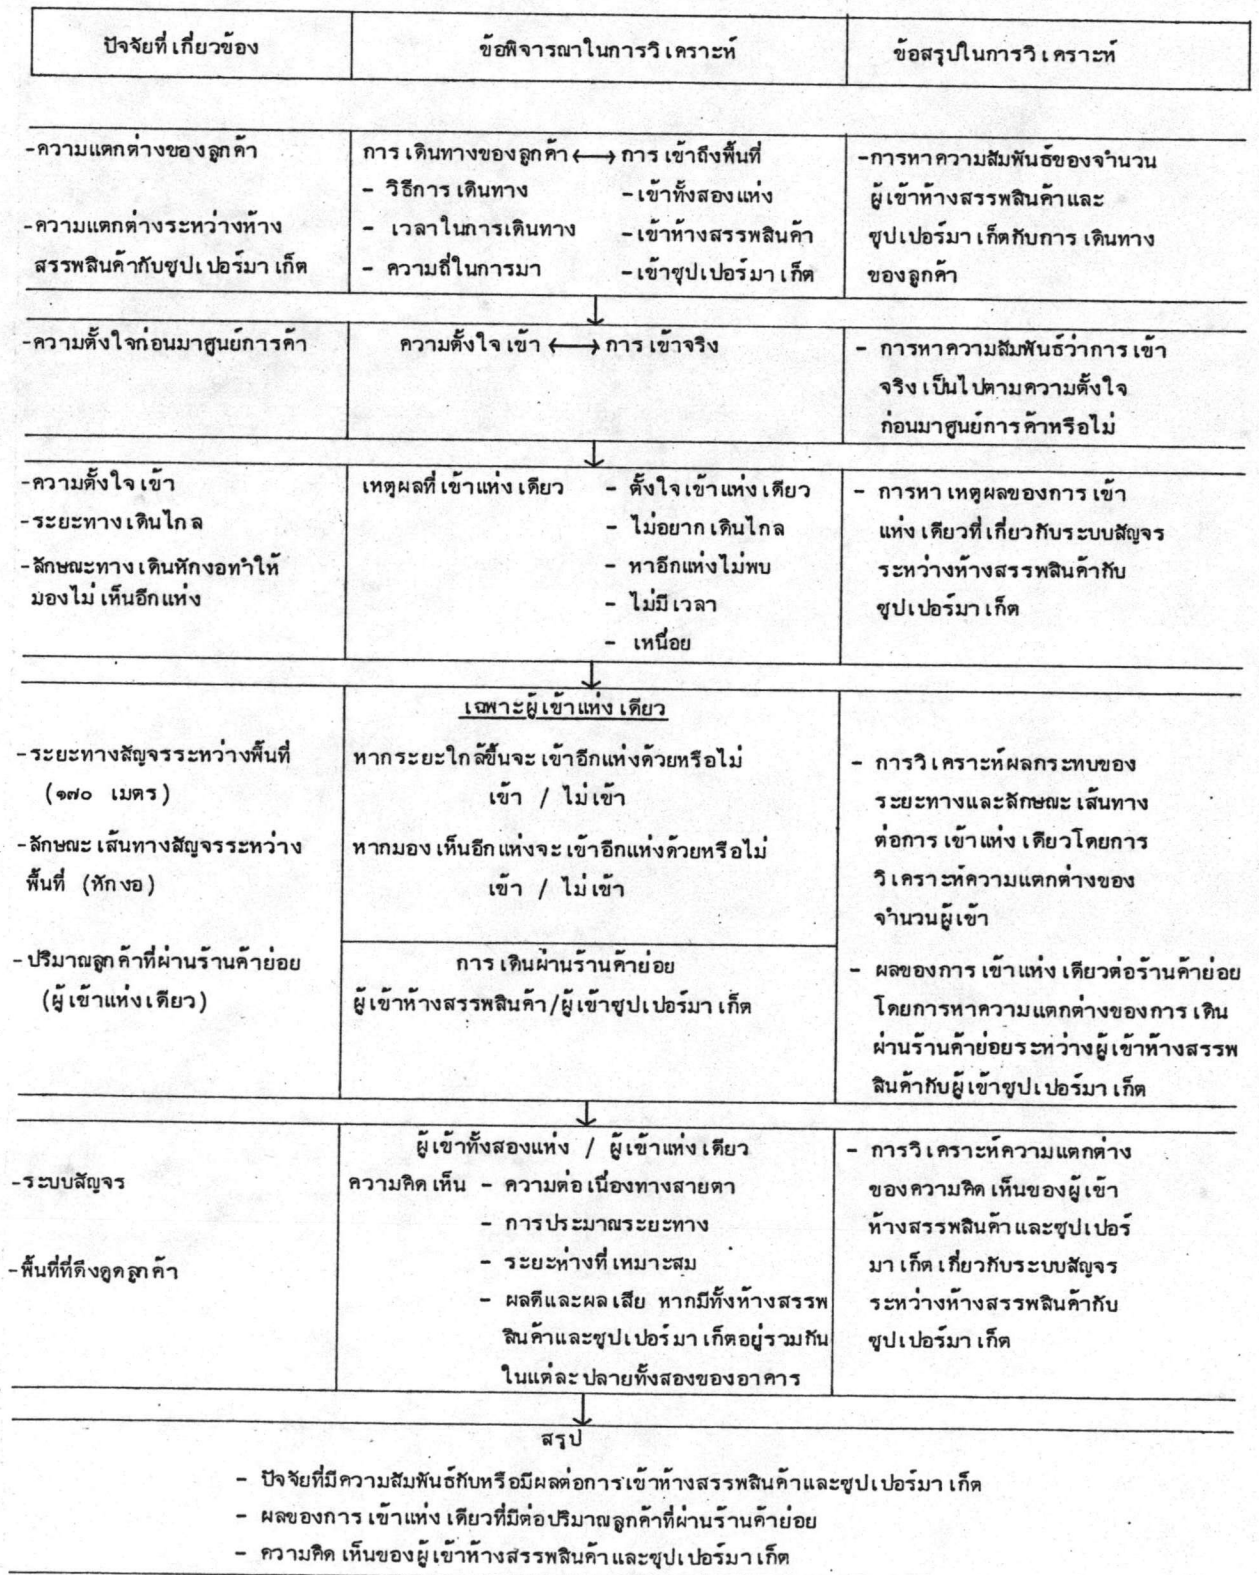 ปัจจัยที่เกี่ยวข้อง
ข้อพิจารณาในการวิเคราะห์
ข้อสรุปในการวิเคราะห์
-ความแตกต่างของลูกค้า
-ความแตกต่างระหว่างห้าง
สรรพสินค้ากับซุปเปอร์มาเก็ต
การเดินทางของลูกค้า ⟷ การเข้าถึงพื้นที่
- วิธีการเดินทาง
-เข้าทั้งสองแห่ง
- เวลาในการเดินทาง
-เข้าห้างสรรพสินค้า
- ความถี่ในการมา
-เข้าซุปเปอร์มาเก็ต
-การหาความสัมพันธ์ของจำนวน
ผู้เข้าห้างสรรพสินค้าและ
ซุปเปอร์มาเก็ตกับการเดินทาง
ของลูกค้า
-ความตั้งใจก่อนมาศูนย์การค้า
ความตั้งใจเข้า ⟷ การเข้าจริง
- การหาความสัมพันธ์ว่าการเข้า
จริงเป็นไปตามความตั้งใจ
ก่อนมาศูนย์การค้าหรือไม่
-ความตั้งใจเข้า
-ระยะทางเดินไกล
-ลักษณะทางเดินหักงอทำให้
มองไม่เห็นอีกแห่ง
เหตุผลที่เข้าแห่งเดียว
- ตั้งใจเข้าแห่งเดียว
- ไม่อยากเดินไกล
- หาอีกแห่งไม่พบ
- ไม่มีเวลา
- เหนื่อย
- การหาเหตุผลของการเข้า
แห่งเดียวที่เกี่ยวกับระบบสัญจร
ระหว่างห้างสรรพสินค้ากับ
ซุปเปอร์มาเก็ต
-ระยะทางสัญจรระหว่างพื้นที่
(๑๗๐ เมตร)
-ลักษณะเส้นทางสัญจรระหว่าง
พื้นที่ (หักงอ)
-ปริมาณลูกค้าที่ผ่านร้านค้าย่อย
(ผู้เข้าแห่งเดียว)
เฉพาะผู้เข้าแห่งเดียว
หากระยะใกล้ขึ้นจะเข้าอีกแห่งด้วยหรือไม่
เข้า / ไม่เข้า
หากมองเห็นอีกแห่งจะเข้าอีกแห่งด้วยหรือไม่
เข้า / ไม่เข้า
การเดินผ่านร้านค้าย่อย
ผู้เข้าห้างสรรพสินค้า/ผู้เข้าซุปเปอร์มาเก็ต
- การวิเคราะห์ผลกระทบของ
ระยะทางและลักษณะเส้นทาง
ต่อการเข้าแห่งเดียวโดยการ
วิเคราะห์ความแตกต่างของ
จำนวนผู้เข้า
- ผลของการเข้าแห่งเดียวต่อร้านค้าย่อย
โดยการหาความแตกต่างของการเดิน
ผ่านร้านค้าย่อยระหว่างผู้เข้าห้างสรรพ
สินค้ากับผู้เข้าซุปเปอร์มาเก็ต
-ระบบสัญจร
-พื้นที่ที่ดึงดูดลูกค้า
ผู้เข้าทั้งสองแห่ง / ผู้เข้าแห่งเดียว
ความคิดเห็น - ความต่อเนื่องทางสายตา
- การประมาณระยะทาง
- ระยะห่างที่เหมาะสม
- ผลดีและผลเสีย หากมีทั้งห้างสรรพ
สินค้าและซุปเปอร์มาเก็ตอยู่รวมกัน
ในแต่ละปลายทั้งสองของอาคาร
- การวิเคราะห์ความแตกต่าง
ของความคิดเห็นของผู้เข้า
ห้างสรรพสินค้าและซุปเปอร์
มาเก็ตเกี่ยวกับระบบสัญจร
ระหว่างห้างสรรพสินค้ากับ
ซุปเปอร์มาเก็ต
สรุป
- ปัจจัยที่มีความสัมพันธ์กับหรือมีผลต่อการเข้าห้างสรรพสินค้าและซุปเปอร์มาเก็ต
- ผลของการเข้าแห่งเดียวที่มีต่อปริมาณลูกค้าที่ผ่านร้านค้าย่อย
- ความคิดเห็นของผู้เข้าห้างสรรพสินค้าและซุปเปอร์มาเก็ต